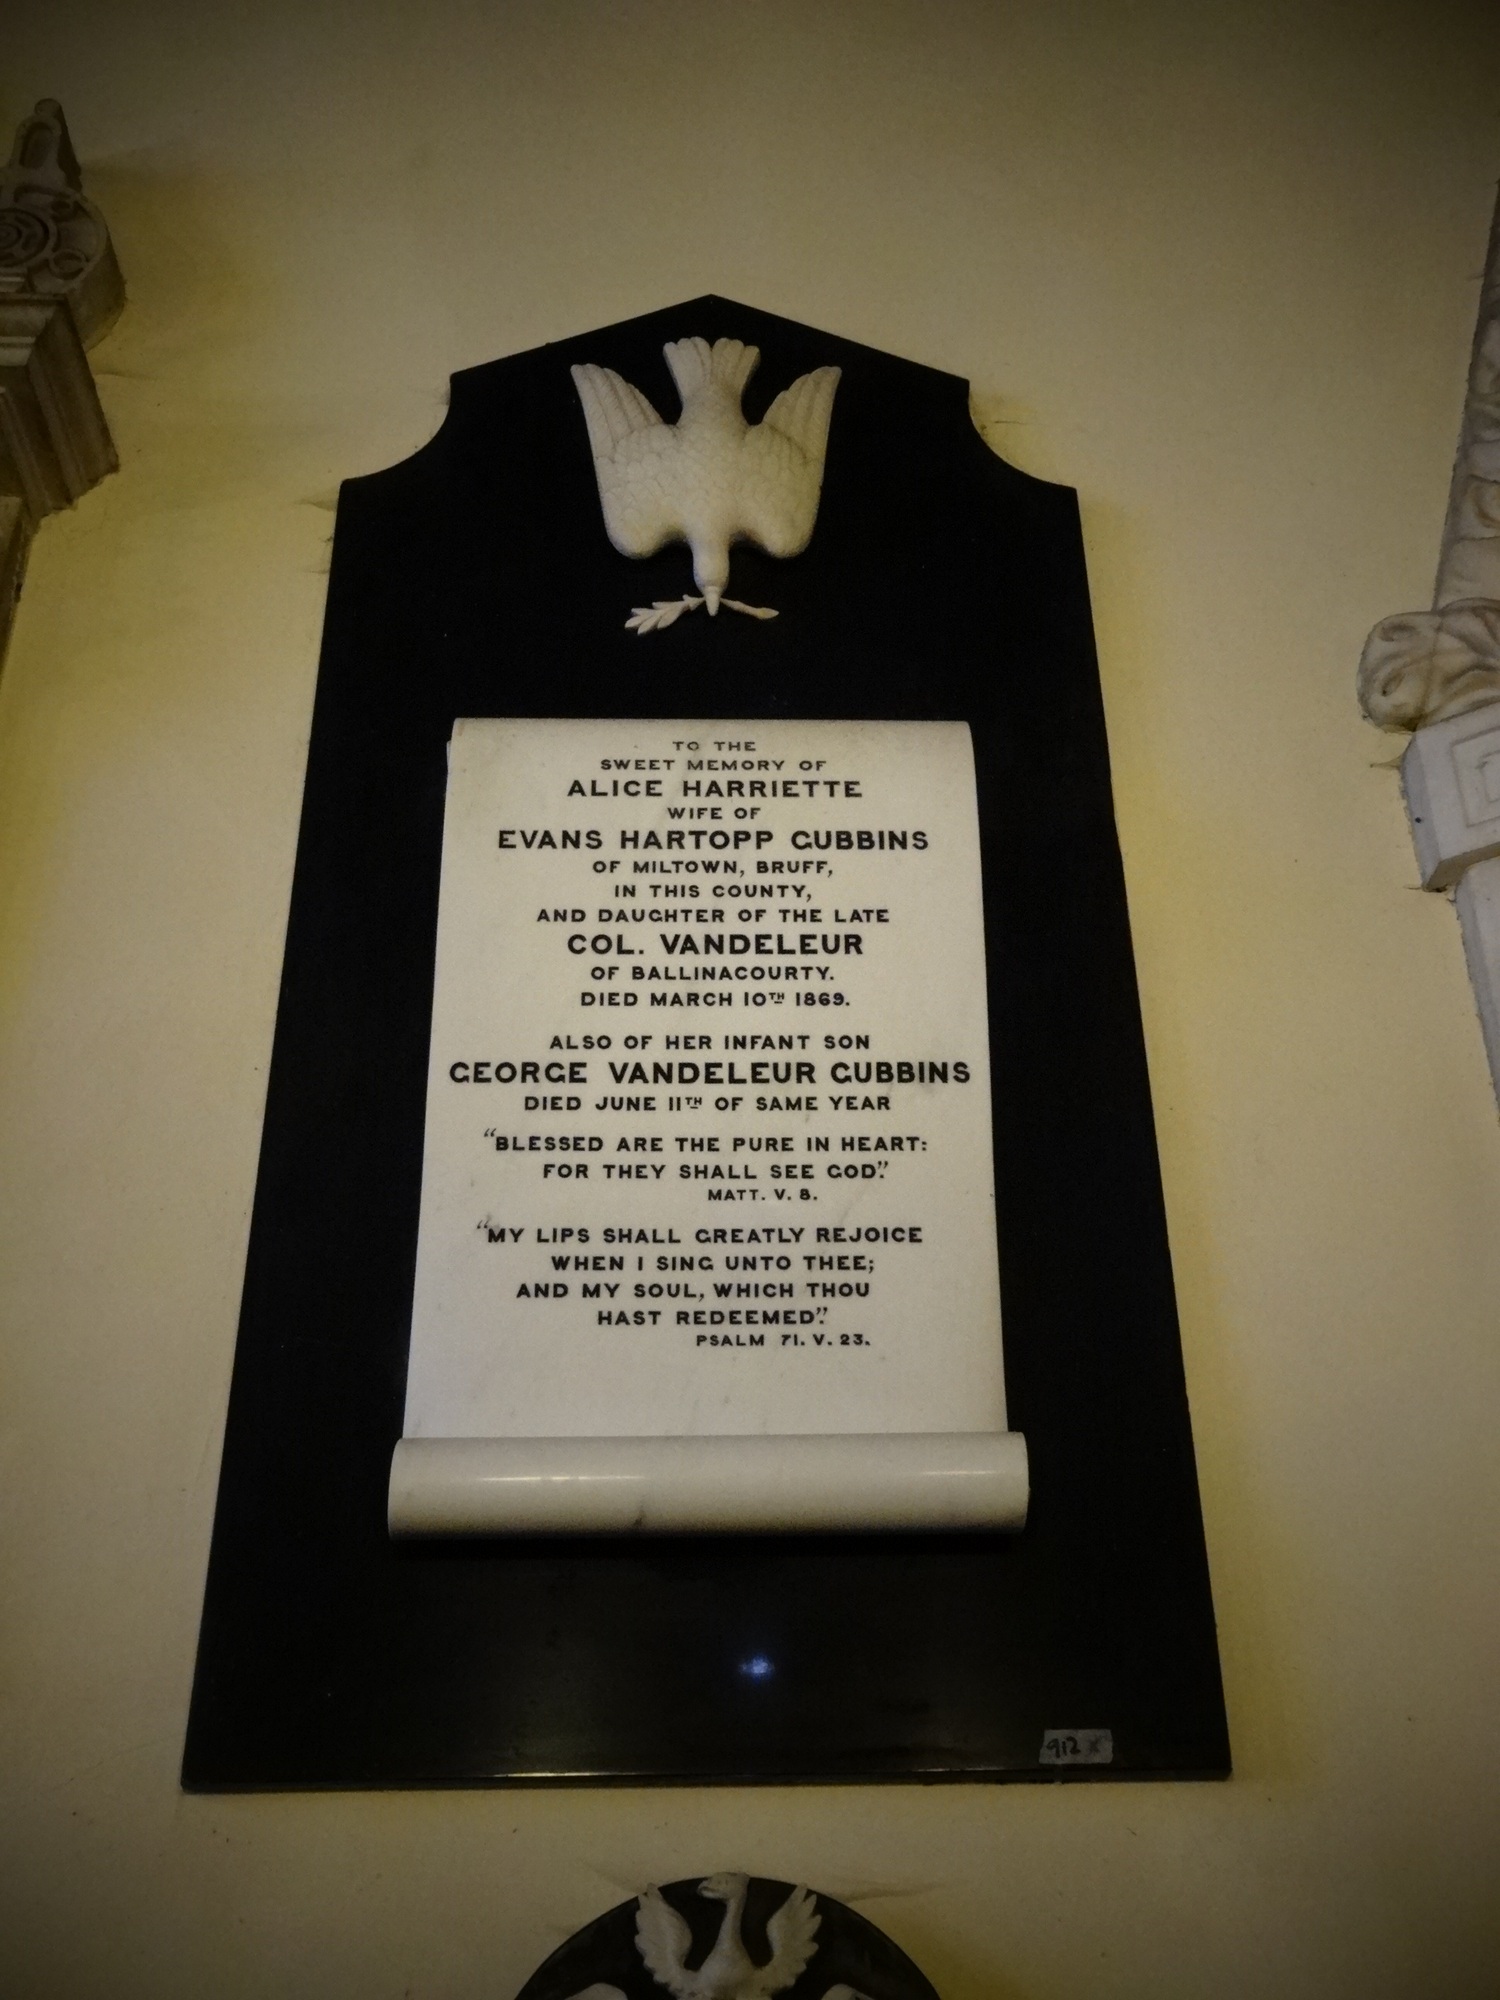 TO THE
SWEET MEMORY OF
ALICE HARRIETTE
WIFE OF
EVANS HARTOPP GUBBINS
OF MILTOWN, BRUFF,
IN THIS COUNTY,
AND DAUGHTER OF THE LATE
COL. VANDELEUR
OF BALLINACOURTY.
DIED MARCH 10TH 1869.
ALSO OF HER INFANT SON
GEORGE VANDELEUR GUBBINS
DIED JUNE 11TH OF SAME YEAR
"BLESSED ARE THE PURE IN HEART:
FOR THEY SHALL SEE GOD."
MATT. V. 8.
"MY LIPS SHALL GREATLY REJOICE
WHEN I SING UNTO THEE;
AND MY SOUL, WHICH THOU
HAST REDEEMED."
PSALM 71. V. 23.
912